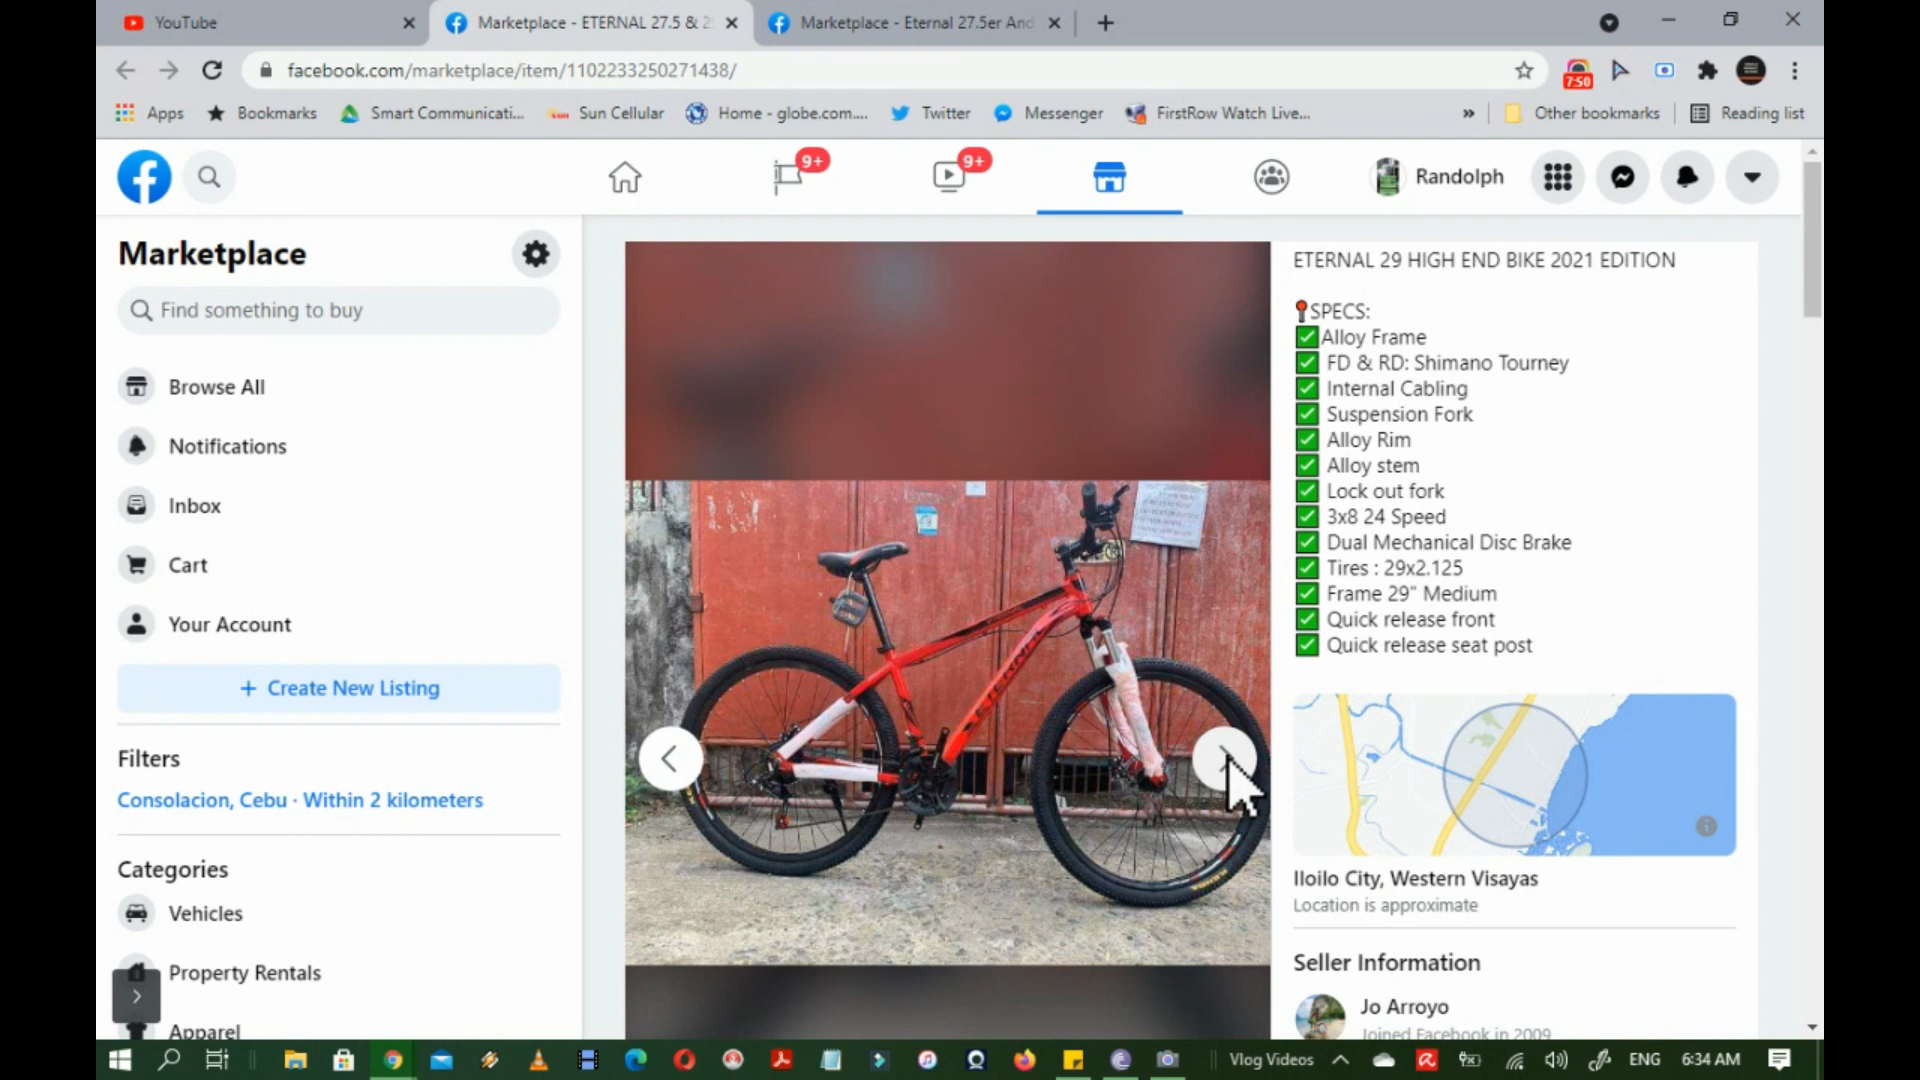 YouTube
Marketplace - ETERNAL 27.5 & 2
Marketplace - Eternal 27.5er And
facebook.com/marketplace/item/1102233250271438/
7:50
Apps
Bookmarks
Smart Communicati...
Sun Cellular
Home - globe.com....
Twitter
Messenger
FirstRow Watch Live...
»
Other bookmarks
Reading list
9+
9+
Randolph
Marketplace
Find something to buy
Browse All
Notifications
Inbox
Cart
Your Account
+ Create New Listing
Filters
Consolacion, Cebu · Within 2 kilometers
Categories
Vehicles
Property Rentals
Apparel
ETERNAL
ETERNAL 29 HIGH END BIKE 2021 EDITION
SPECS:
Alloy Frame
FD & RD: Shimano Tourney
Internal Cabling
Suspension Fork
Alloy Rim
Alloy stem
Lock out fork
3x8 24 Speed
Dual Mechanical Disc Brake
Tires : 29x2.125
Frame 29" Medium
Quick release front
Quick release seat post
Iloilo City, Western Visayas
Location is approximate
Seller Information
Jo Arroyo
Joined Facebook in 2009
Vlog Videos
ENG
6:34 AM